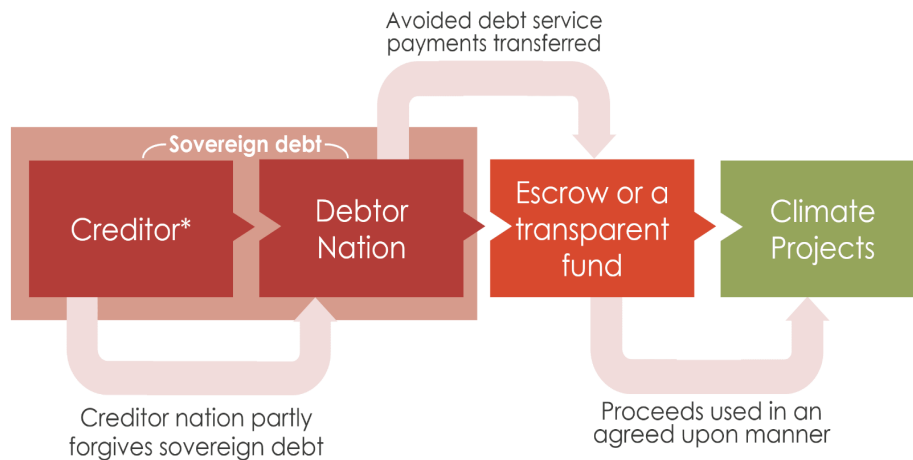 Avoided debt service
payments transferred
Sovereign debt
Creditor*
Debtor
Nation
Escrow or a
transparent
fund
Climate
Projects
Creditor nation partly
forgives sovereign debt
Proceeds used in an
agreed upon manner